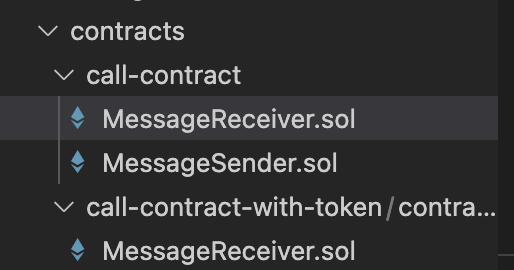 contracts
call-contract
MessageReceiver.sol
MessageSender.sol
call-contract-with-token/contra...
MessageReceiver.sol